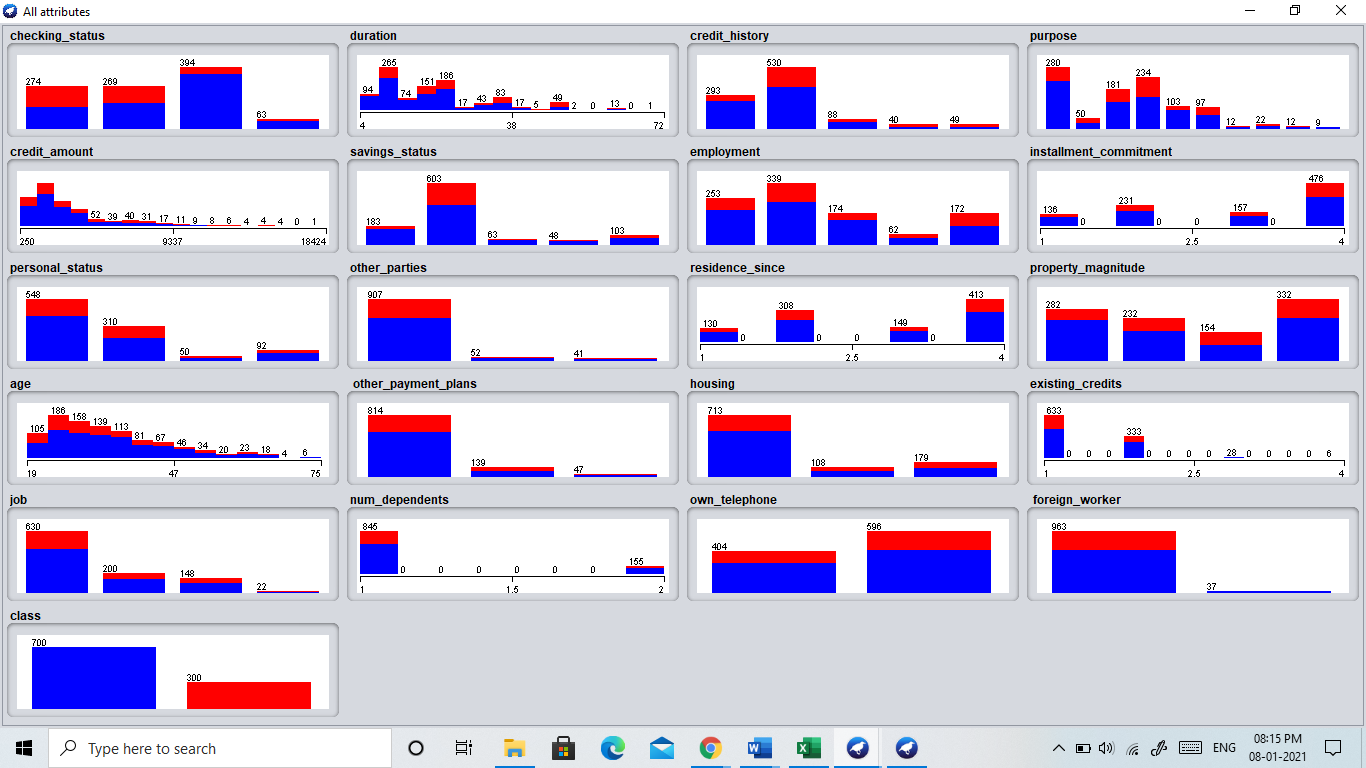 All attributes
checking_status
274 269 394 63
duration
94 265 74 151 186 17 43 83 17 5 49 2 0 13 0 1
4 38 72
credit_history
293 530 88 40 49
purpose
280 50 181 234 103 97 12 22 12 9
credit_amount
52 39 40 31 17 11 9 8 6 4 4 4 0 1
250 9337 18424
savings_status
183 603 63 48 103
employment
253 339 174 62 172
installment_commitment
136 0 231 0 0 157 0 476
1 2.5 4
personal_status
548 310 50 92
other_parties
907 52 41
residence_since
130 0 308 0 0 149 0 413
1 2.5 4
property_magnitude
282 232 154 332
age
105 186 158 139 113 81 67 46 34 20 23 18 4 6
19 47 75
other_payment_plans
814 139 47
housing
713 108 179
existing_credits
633 0 0 0 333 0 0 0 0 28 0 0 0 0 6
1 2.5 4
job
630 200 148 22
num_dependents
845 0 0 0 0 0 0 155
1 1.5 2
own_telephone
404 596
foreign_worker
963 37
class
700 300
Type here to search
ENG
08:15 PM
08-01-2021